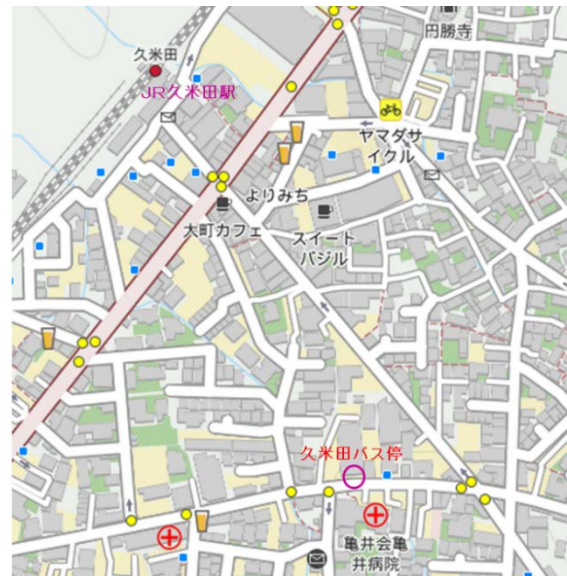 円勝寺
久米田
JR久米田駅
ヤマダサ
イクル
よりみち
大町カフェ
スイート
バジル
久米田バス停
亀井会亀
井病院